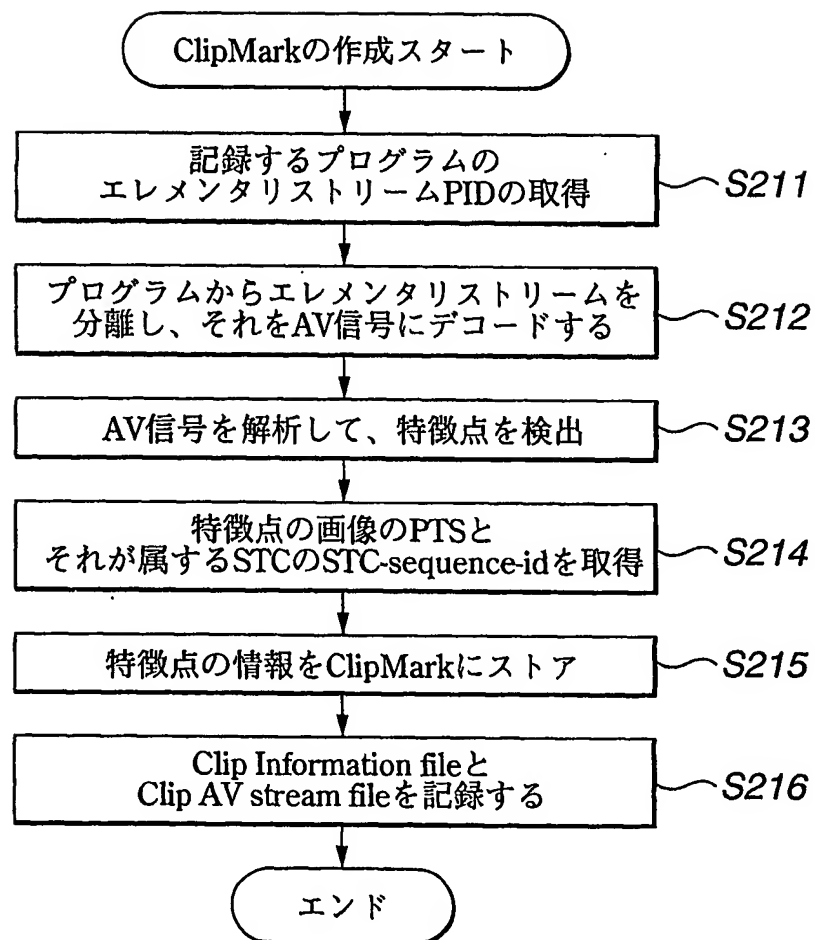 ClipMarkの作成スタート
記録するプログラムの
エレメンタリストリームPIDの取得
S211
プログラムからエレメンタリストリームを
分離し、それをAV信号にデコードする
S212
AV信号を解析して、特徴点を検出
S213
特徴点の画像のPTSと
それが属するSTCのSTC-sequence-idを取得
S214
特徴点の情報をClipMarkにストア
S215
Clip Information fileと
Clip AV stream fileを記録する
S216
エンド